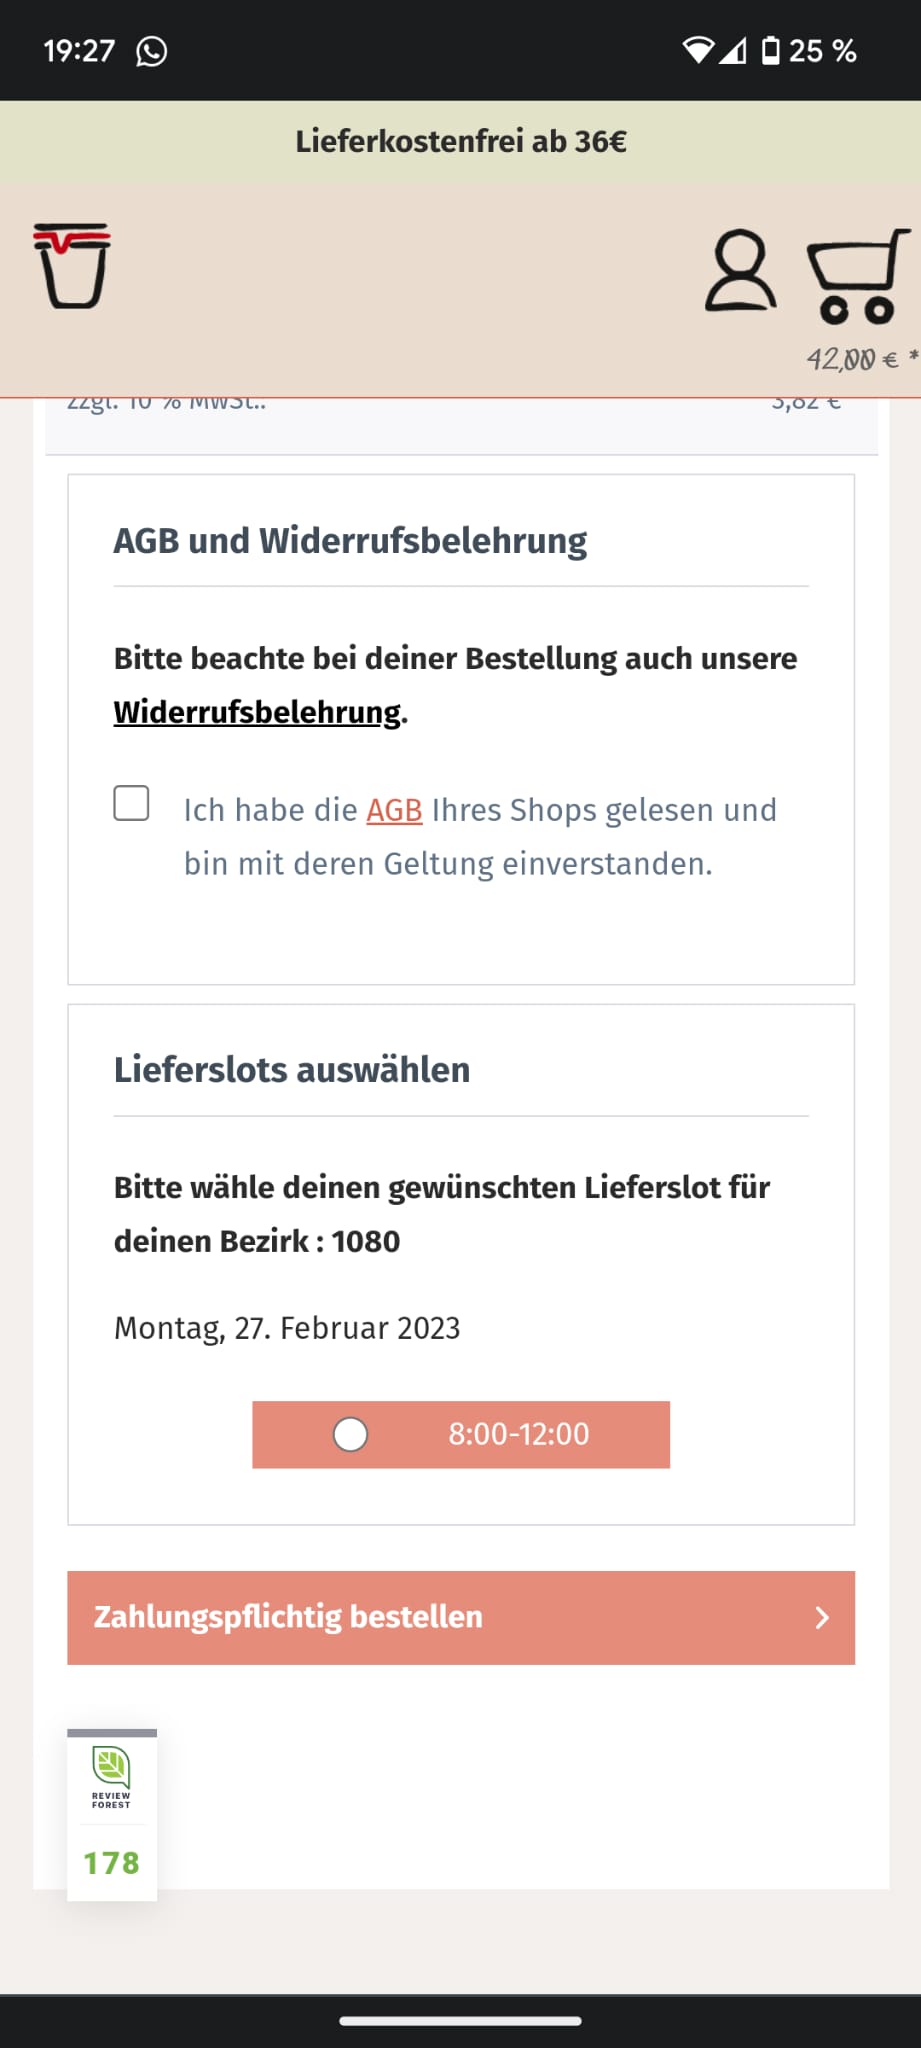 19:27
25 %
Lieferkostenfrei ab 36€
42,00 € *
zzgl. 10 % MwSt.:
3,82 €
AGB und Widerrufsbelehrung
Bitte beachte bei deiner Bestellung auch unsere
Widerrufsbelehrung.
Ich habe die AGB Ihres Shops gelesen und
bin mit deren Geltung einverstanden.
Lieferslots auswählen
Bitte wähle deinen gewünschten Lieferslot für
deinen Bezirk : 1080
Montag, 27. Februar 2023
8:00-12:00
Zahlungspflichtig bestellen
REVIEW
FOREST
178